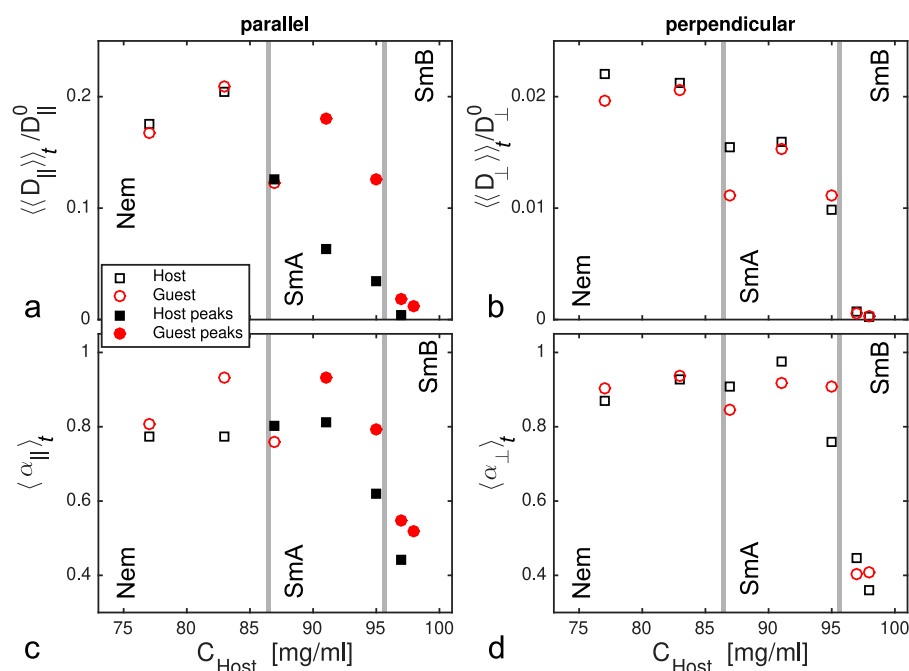 parallel
perpendicular
a
⟨⟨D∥⟩⟩t /D0∥
0.2
0.1
0
Nem
SmA
SmB
Host
Guest
Host peaks
Guest peaks
b
⟨⟨D⊥⟩⟩t /D0⊥
0.02
0.01
0
Nem
SmA
SmB
c
⟨α∥⟩t
1
0.8
0.6
0.4
Nem
SmA
SmB
75 80 85 90 95 100
CHost [mg/ml]
d
⟨α⊥⟩t
1
0.8
0.6
0.4
Nem
SmA
SmB
75 80 85 90 95 100
CHost [mg/ml]